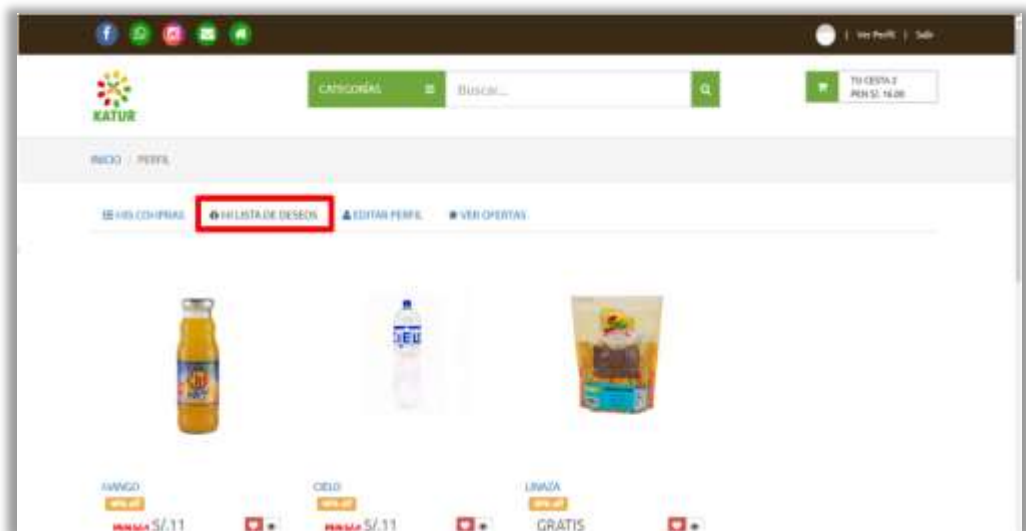 | Ver Perfil | Salir
KATUR
CATEGORÍAS
Buscar...
TU CESTA 2
PEN S/. 16.00
INICIO / PERFIL
MIS COMPRAS
MI LISTA DE DESEOS
EDITAR PERFIL
VER OFERTAS
CIELO
MANGO
CIELO
LINAZA
S/.11
S/.11
GRATIS